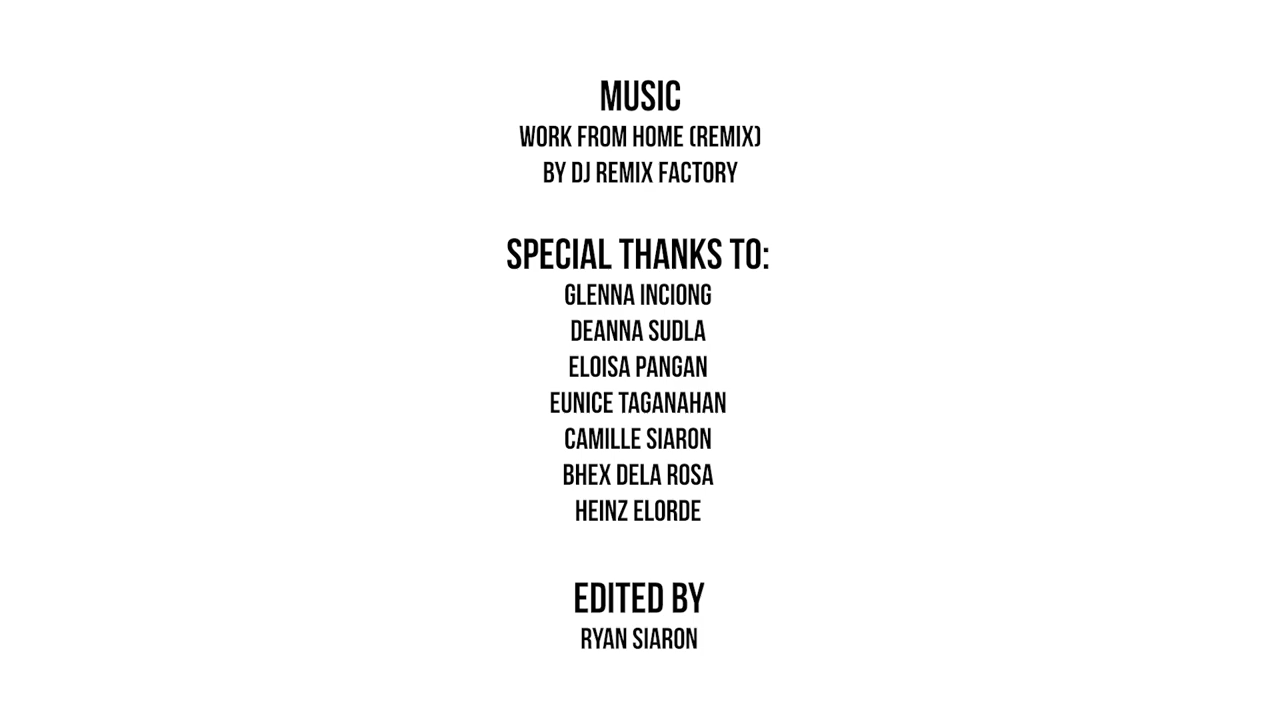 MUSIC
WORK FROM HOME (REMIX)
BY DJ REMIX FACTORY
SPECIAL THANKS TO:
GLENNA INCIONG
DEANNA SUDLA
ELOISA PANGAN
EUNICE TAGANAHAN
CAMILLE SIARON
BHEX DELA ROSA
HEINZ ELORDE
EDITED BY
RYAN SIARON